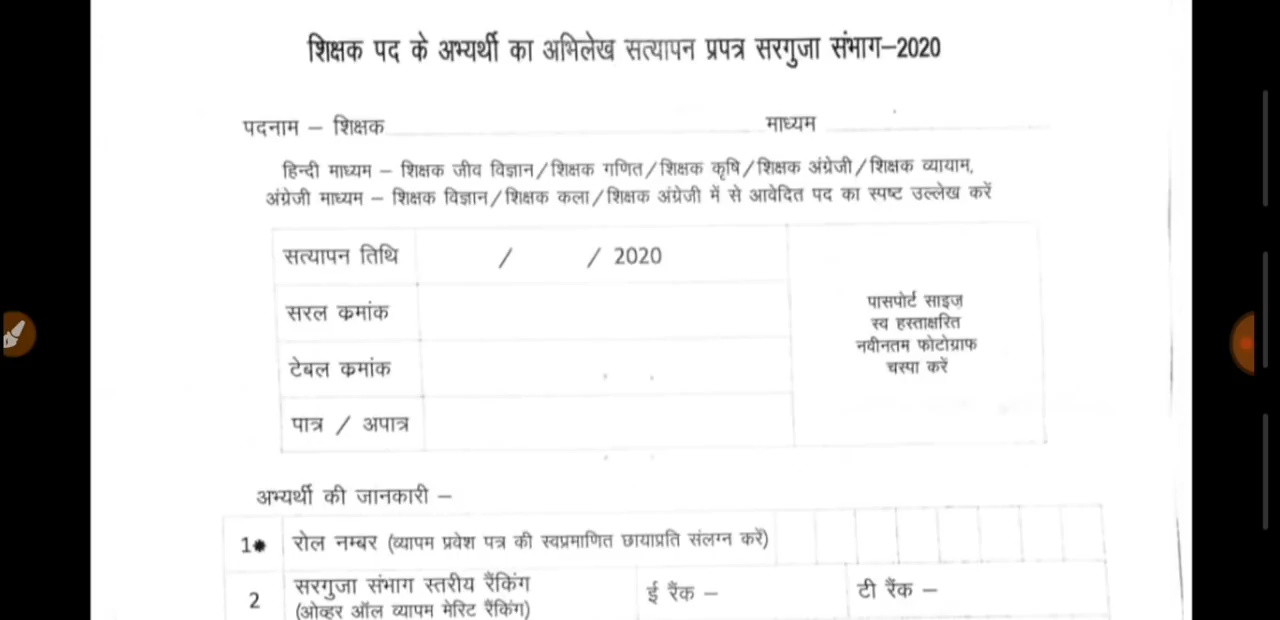 शिक्षक पद के अभ्यर्थी का अभिलेख सत्यापन प्रपत्र सरगुजा संभाग–2020
पदनाम – शिक्षक माध्यम
हिन्दी माध्यम – शिक्षक जीव विज्ञान/शिक्षक गणित/शिक्षक कृषि/शिक्षक अंग्रेजी/शिक्षक व्यायाम,
अंग्रेजी माध्यम – शिक्षक विज्ञान/शिक्षक कला/शिक्षक अंग्रेजी में से आवेदित पद का स्पष्ट उल्लेख करें
सत्यापन तिथि / / 2020
सरल कमांक
टेबल कमांक
पात्र / अपात्र
पासपोर्ट साइज़
स्व हस्ताक्षरित
नवीनतम फोटोग्राफ
चस्पा करें
अभ्यर्थी की जानकारी –
1 रोल नम्बर (व्यापम प्रवेश पत्र की स्वप्रमाणित छायाप्रति संलग्न करें)
2 सरगुजा संभाग स्तरीय रैंकिंग ई रैंक – टी रैंक –
(ओव्हर ऑल व्यापम मेरिट रैंकिंग)